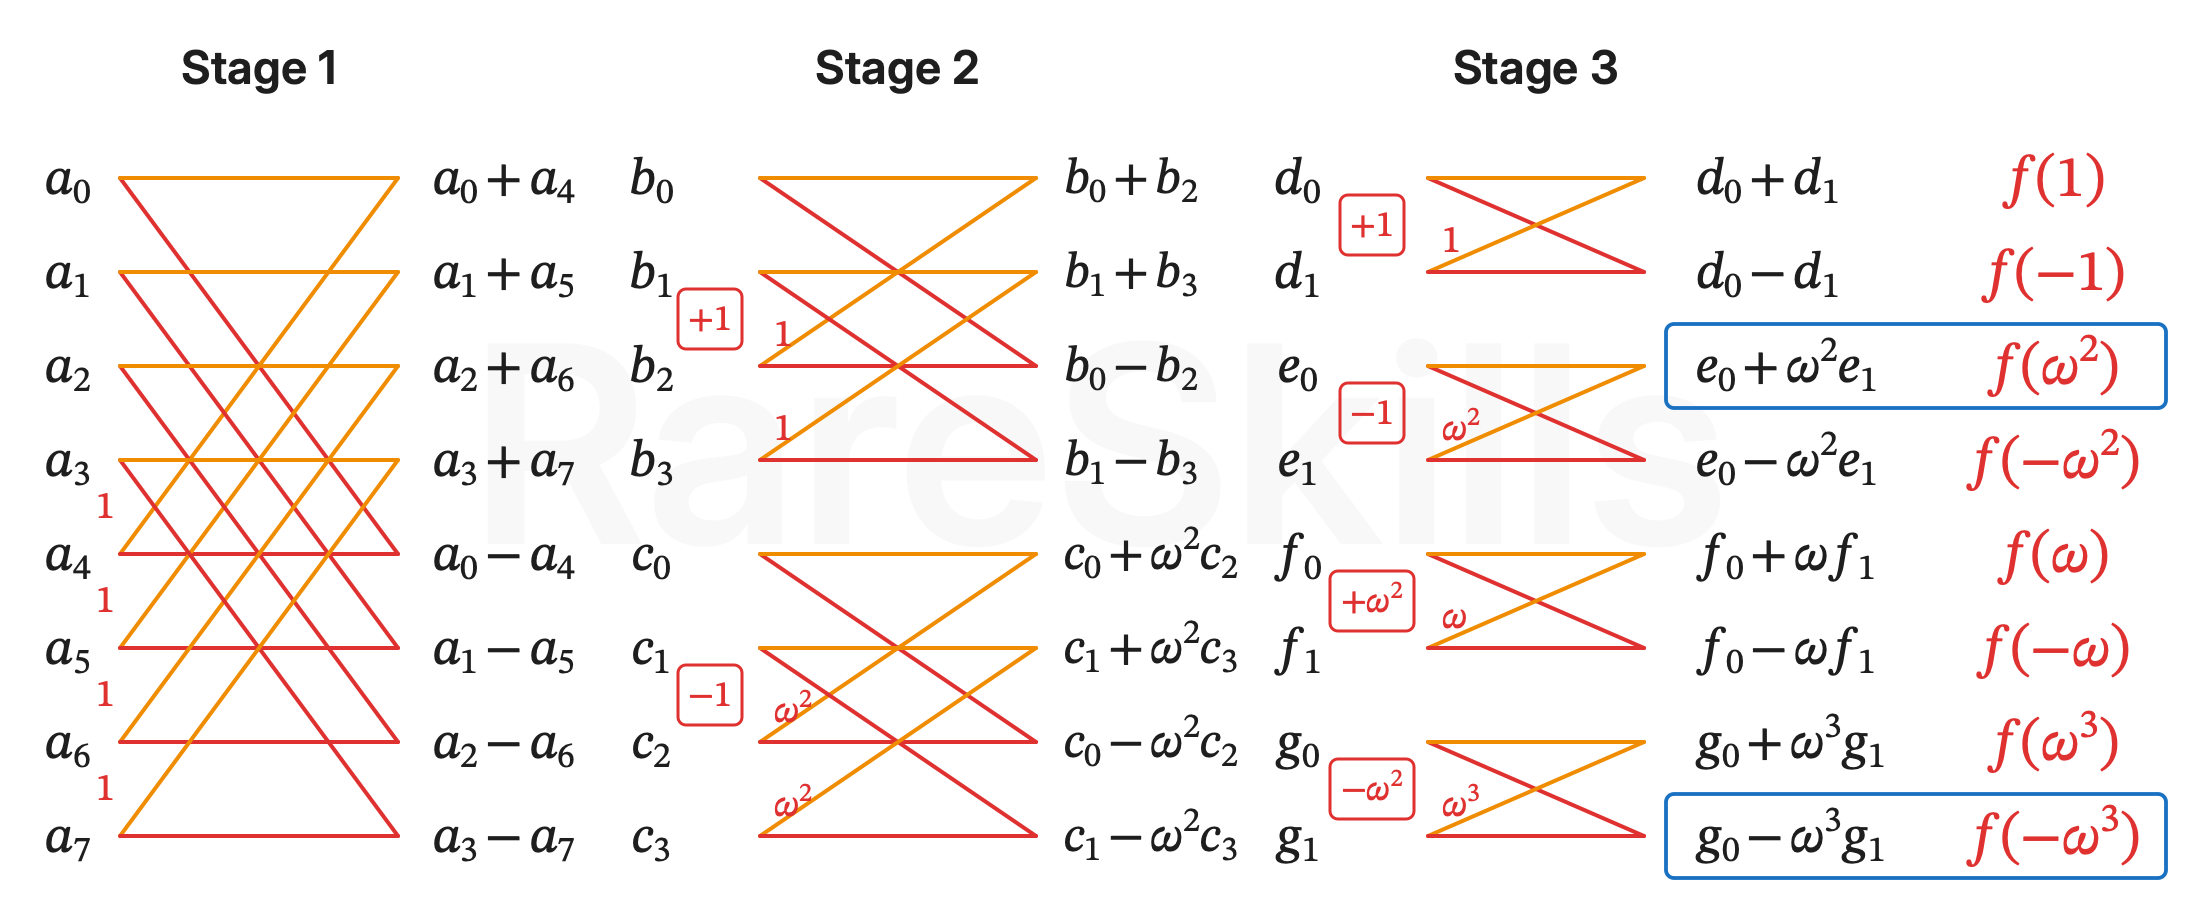 Stage 1 Stage 2 Stage 3
a₀ a₀ + a₄ b₀ b₀ + b₂ d₀ d₀ + d₁ f(1)
+1 1
a₁ a₁ + a₅ b₁ b₁ + b₃ d₁ d₀ − d₁ f(−1)
+1 1
a₂ a₂ + a₆ b₂ b₀ − b₂ e₀ e₀ + ω²e₁ f(ω²)
1 −1 ω²
a₃ a₃ + a₇ b₃ b₁ − b₃ e₁ e₀ − ω²e₁ f(−ω²)
1
a₄ a₀ − a₄ c₀ c₀ + ω²c₂ f₀ f₀ + ωf₁ f(ω)
1 +ω² ω
a₅ a₁ − a₅ c₁ c₁ + ω²c₃ f₁ f₀ − ωf₁ f(−ω)
1 −1 ω²
a₆ a₂ − a₆ c₂ c₀ − ω²c₂ g₀ g₀ + ω³g₁ f(ω³)
1 ω² −ω² ω³
a₇ a₃ − a₇ c₃ c₁ − ω²c₃ g₁ g₀ − ω³g₁ f(−ω³)
RareSkills